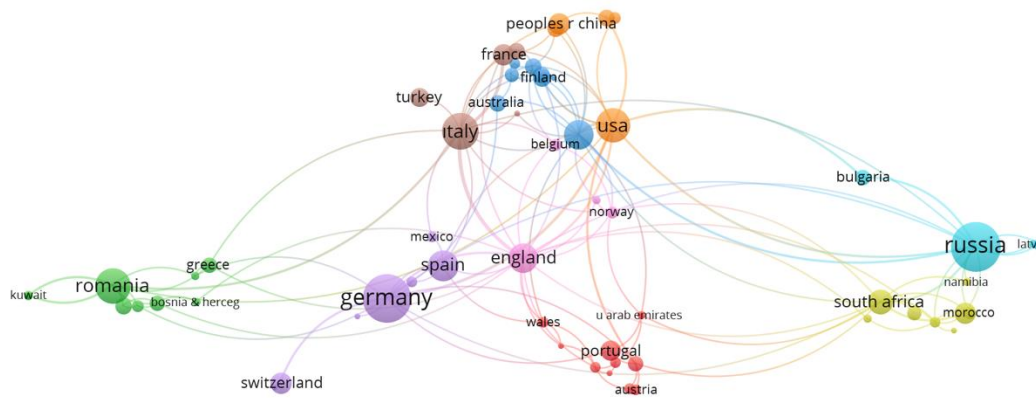 peoples r china
france
finland
turkey
australia
italy
usa
belgium
bulgaria
norway
mexico
russia
latv
england
spain
greece
romania
namibia
kuwait
bosnia & herceg
germany
south africa
morocco
wales
u arab emirates
portugal
switzerland
austria